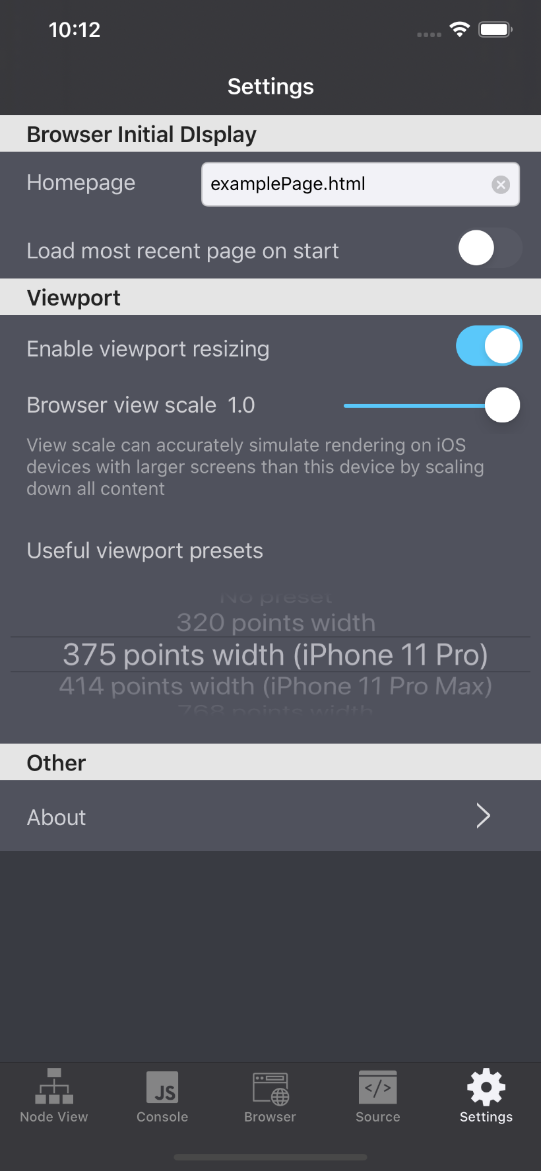 10:12
Settings
Browser Initial DIsplay
Homepage
examplePage.html
Load most recent page on start
Viewport
Enable viewport resizing
Browser view scale 1.0
View scale can accurately simulate rendering on iOS
devices with larger screens than this device by scaling
down all content
Useful viewport presets
No preset
320 points width
375 points width (iPhone 11 Pro)
414 points width (iPhone 11 Pro Max)
768 points width
Other
About
JS
</>
Node View
Console
Browser
Source
Settings